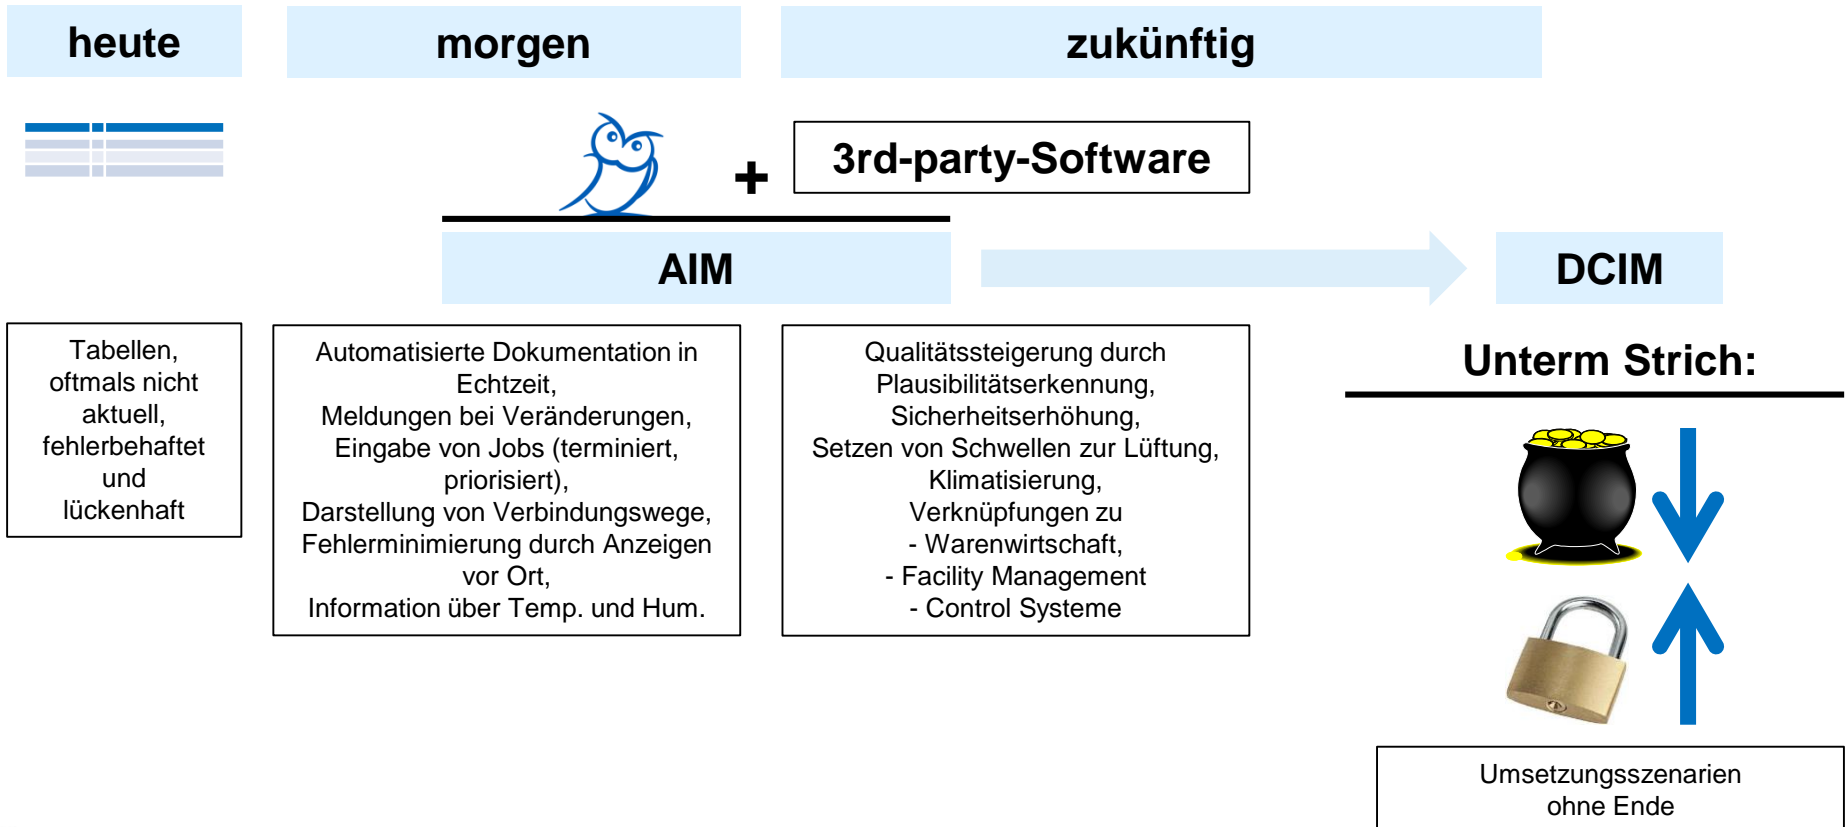 heute
morgen
zukünftig
+
3rd-party-Software
AIM
DCIM
Tabellen,
oftmals nicht
aktuell,
fehlerbehaftet
und
lückenhaft
Automatisierte Dokumentation in
Echtzeit,
Meldungen bei Veränderungen,
Eingabe von Jobs (terminiert,
priorisiert),
Darstellung von Verbindungswege,
Fehlerminimierung durch Anzeigen
vor Ort,
Information über Temp. und Hum.
Qualitätssteigerung durch
Plausibilitätserkennung,
Sicherheitserhöhung,
Setzen von Schwellen zur Lüftung,
Klimatisierung,
Verknüpfungen zu
- Warenwirtschaft,
- Facility Management
- Control Systeme
Unterm Strich:
Umsetzungsszenarien
ohne Ende